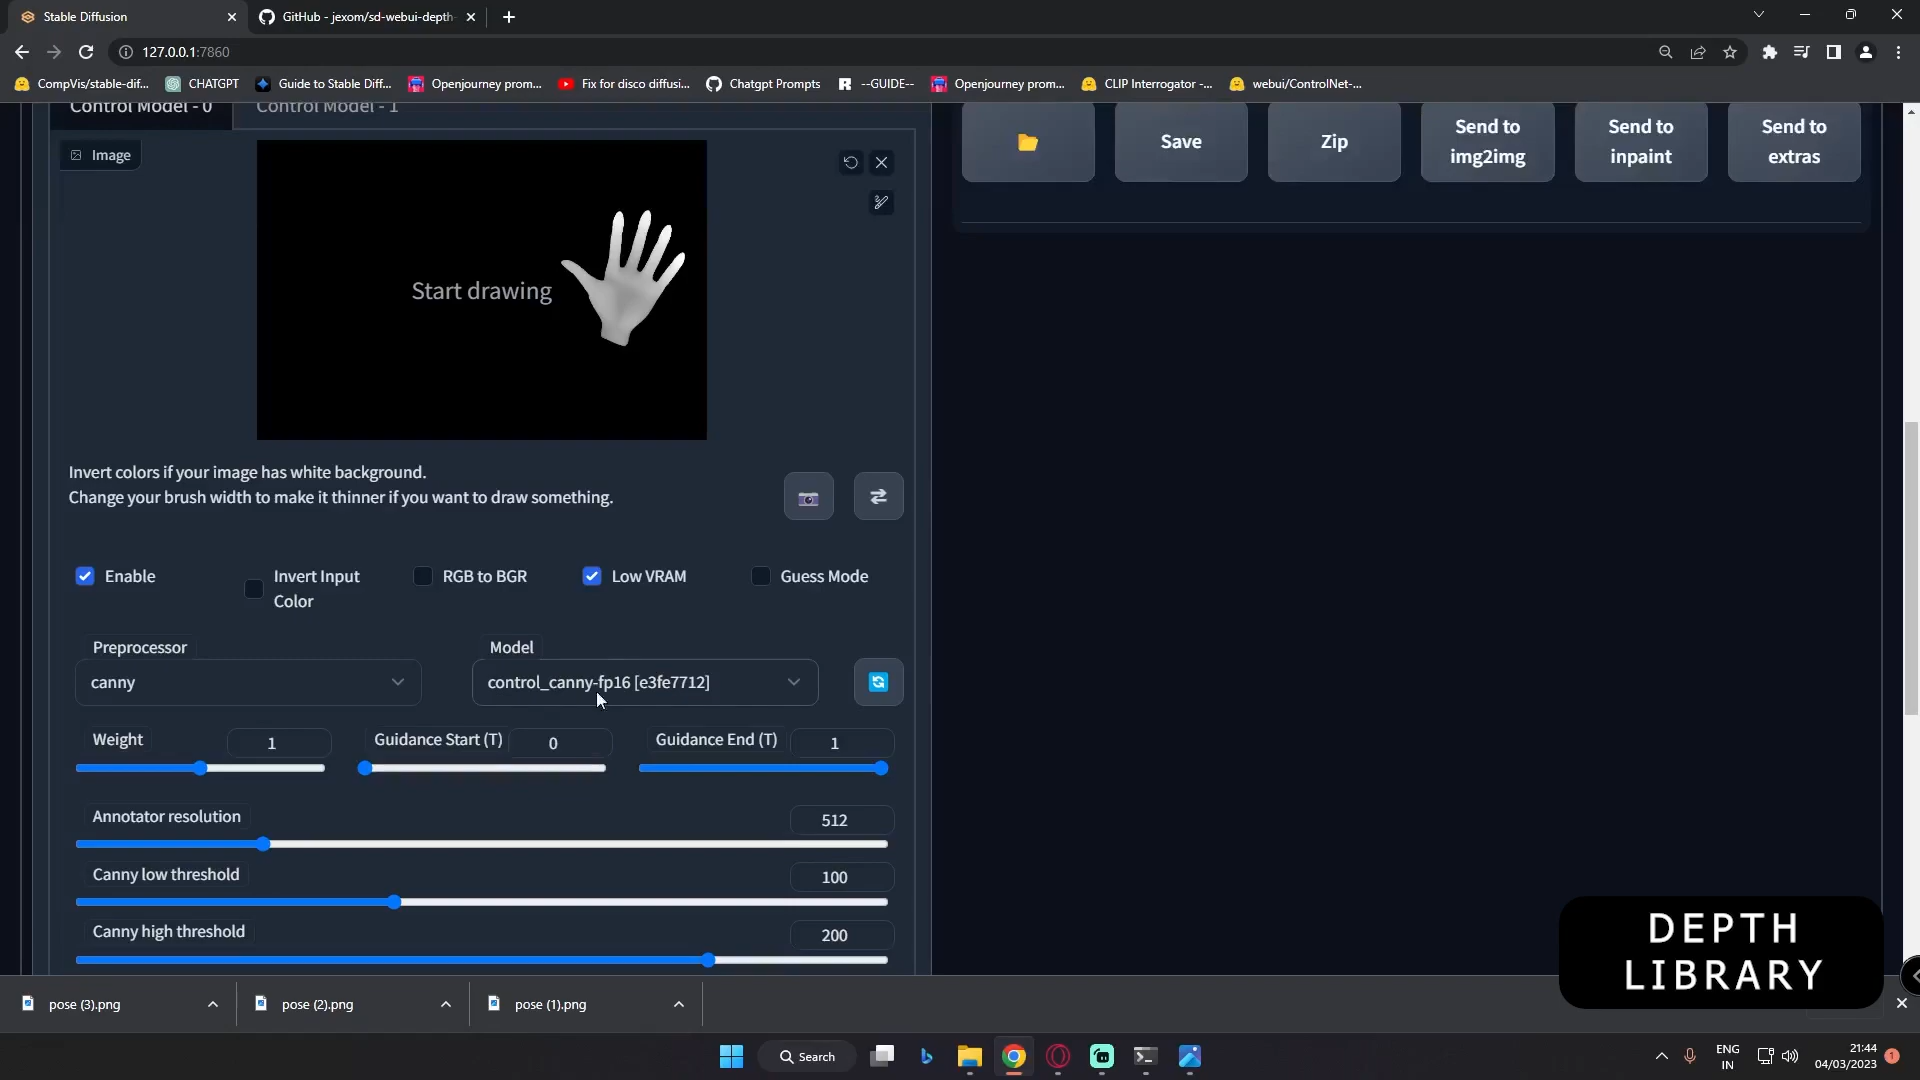 Stable Diffusion
GitHub - jexom/sd-webui-depth-
127.0.0.1:7860
CompVis/stable-dif...
CHATGPT
Guide to Stable Diff...
Openjourney prom...
Fix for disco diffusi...
Chatgpt Prompts
--GUIDE--
Openjourney prom...
CLIP Interrogator -...
webui/ControlNet-...
Control Model - 0
Control Model - 1
Image
Start drawing
Save
Zip
Send to
img2img
Send to
inpaint
Send to
extras
Invert colors if your image has white background.
Change your brush width to make it thinner if you want to draw something.
Enable
Invert Input
Color
RGB to BGR
Low VRAM
Guess Mode
Preprocessor
Model
canny
control_canny-fp16 [e3fe7712]
Weight
1
Guidance Start (T)
0
Guidance End (T)
1
Annotator resolution
512
Canny low threshold
100
Canny high threshold
200
DEPTH
LIBRARY
pose (3).png
pose (2).png
pose (1).png
Search
ENG
IN
21:44
04/03/2023
1